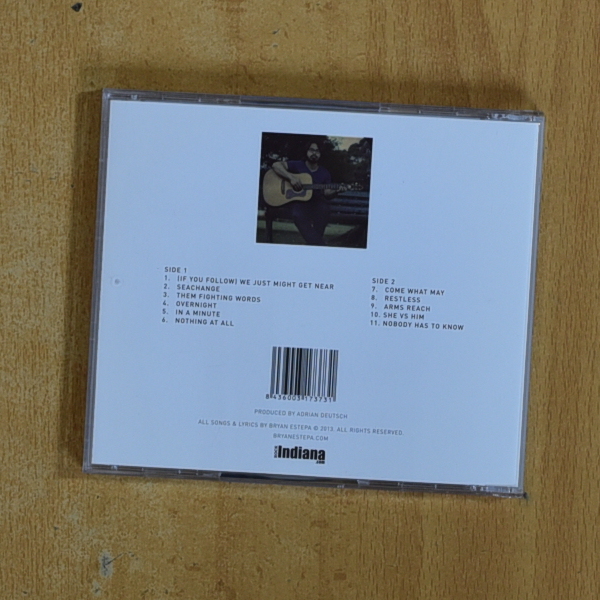 SIDE 1
1. (IF YOU FOLLOW) WE JUST MIGHT GET NEAR
2. SEACHANGE
3. THEM FIGHTING WORDS
4. OVERNIGHT
5. IN A MINUTE
6. NOTHING AT ALL
SIDE 2
7. COME WHAT MAY
8. RESTLESS
9. ARMS REACH
10. SHE VS HIM
11. NOBODY HAS TO KNOW
8436003173731
PRODUCED BY ADRIAN DEUTSCH
ALL SONGS & LYRICS BY BRYAN ESTEPA © 2013. ALL RIGHTS RESERVED.
BRYANESTEPA.COM
Indiana